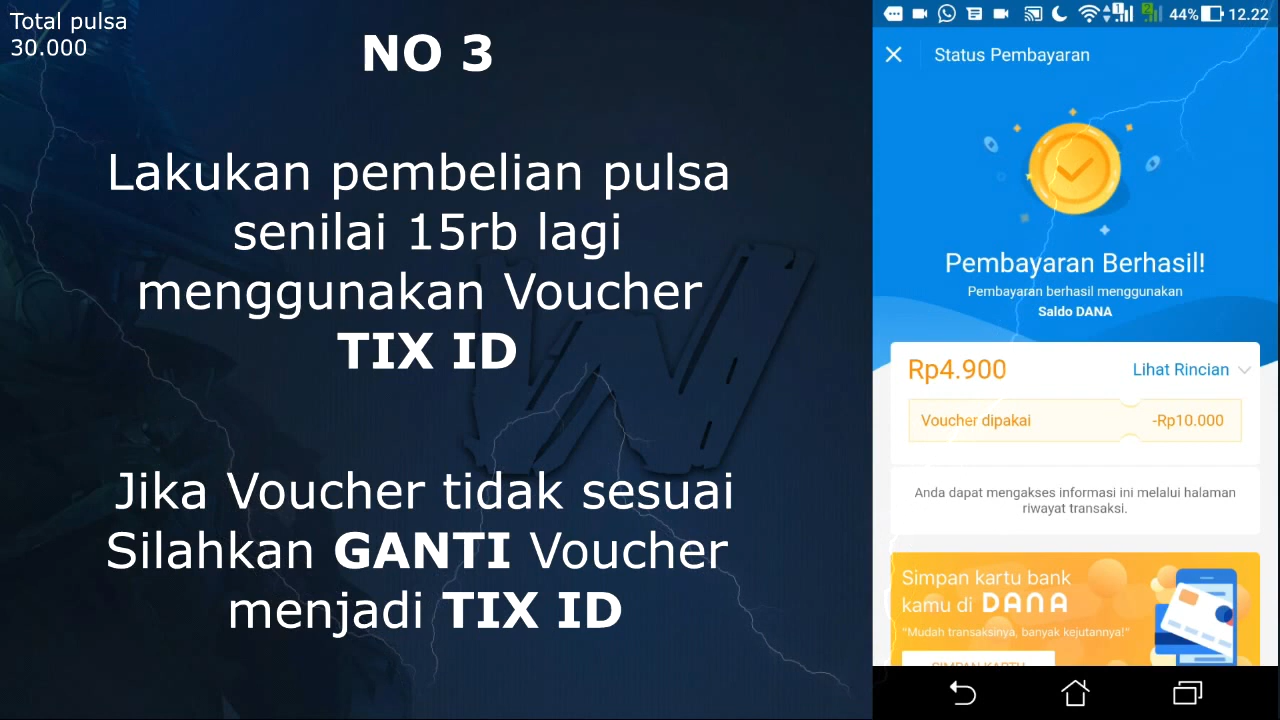 Total pulsa
30.000
NO 3
Lakukan pembelian pulsa
senilai 15rb lagi
menggunakan Voucher
TIX ID
Jika Voucher tidak sesuai
Silahkan GANTI Voucher
menjadi TIX ID
44% 12.22
Status Pembayaran
Pembayaran Berhasil!
Pembayaran berhasil menggunakan
Saldo DANA
Rp4.900 Lihat Rincian
Voucher dipakai -Rp10.000
Anda dapat mengakses informasi ini melalui halaman
riwayat transaksi.
Simpan kartu bank
kamu di DANA
"Mudah transaksinya, banyak kejutannya!"
SIMPAN KARTU